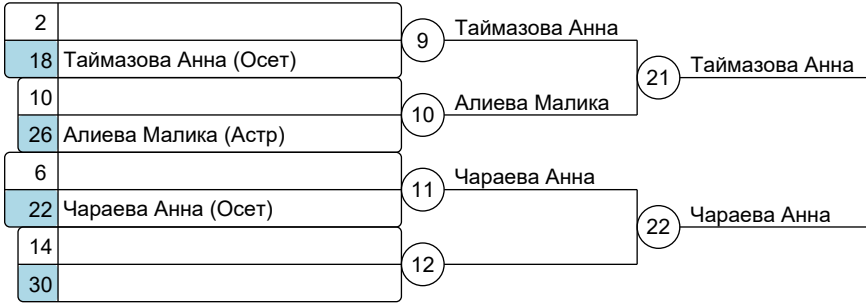 2
18 Таймазова Анна (Осет)
9 Таймазова Анна
21 Таймазова Анна
10
26 Алиева Малика (Астр)
10 Алиева Малика
6
22 Чараева Анна (Осет)
11 Чараева Анна
22 Чараева Анна
14
30
12